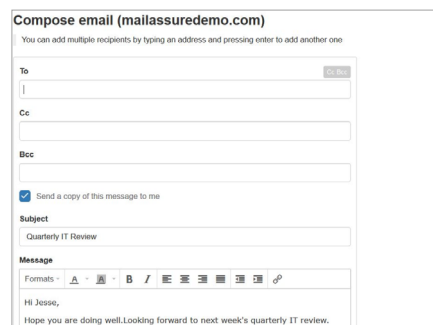 Compose email (mailassuredemo.com)
You can add multiple recipients by typing an address and pressing enter to add another one
To
Cc Bcc
Cc
Bcc
Send a copy of this message to me
Subject
Quarterly IT Review
Message
Formats A A B I
Hi Jesse,
Hope you are doing well.Looking forward to next week's quarterly IT review.